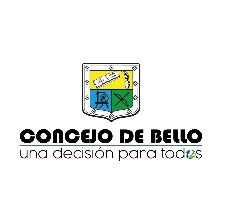 CONCEJO DE BELLO
una decisión para todos